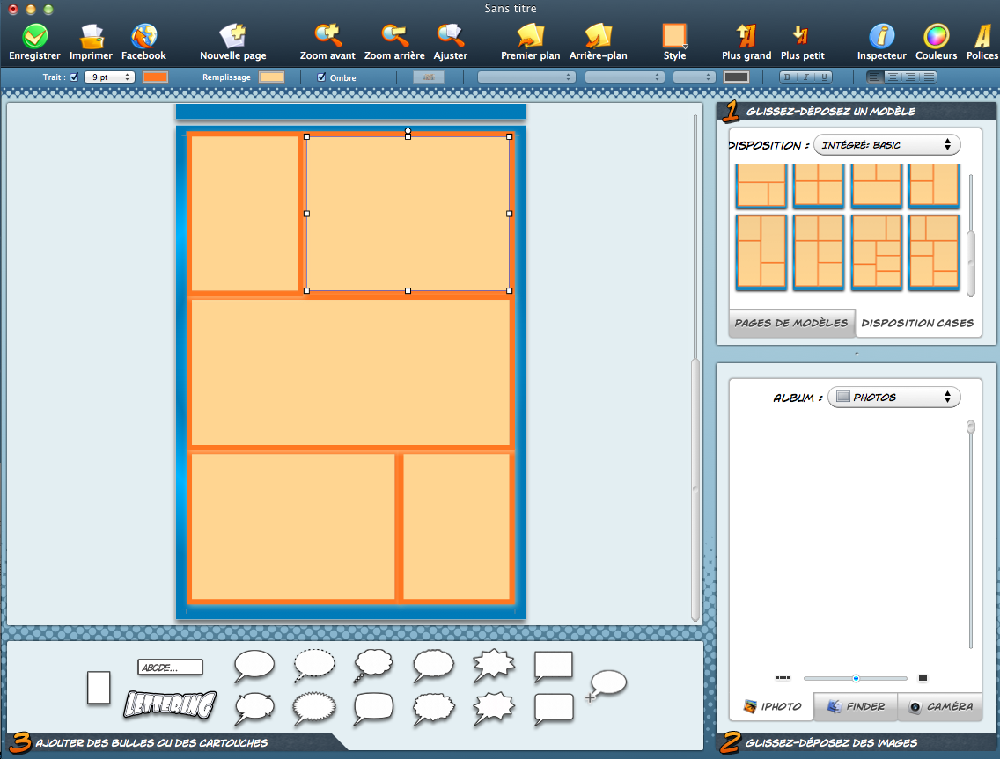 Sans titre
Enregistrer Imprimer Facebook Nouvelle page Zoom avant Zoom arrière Ajuster Premier plan Arrière-plan Style Plus grand Plus petit Inspecteur Couleurs Polices
Trait : 9 pt Remplissage Ombre B I U
1 GLISSEZ-DÉPOSEZ UN MODÈLE
DISPOSITION : INTÉGRÉ: BASIC
PAGES DE MODÈLES DISPOSITION CASES
ALBUM : PHOTOS
IPHOTO FINDER CAMÉRA
2 GLISSEZ-DÉPOSEZ DES IMAGES
ABCDE...
LETTERING
3 AJOUTER DES BULLES OU DES CARTOUCHES